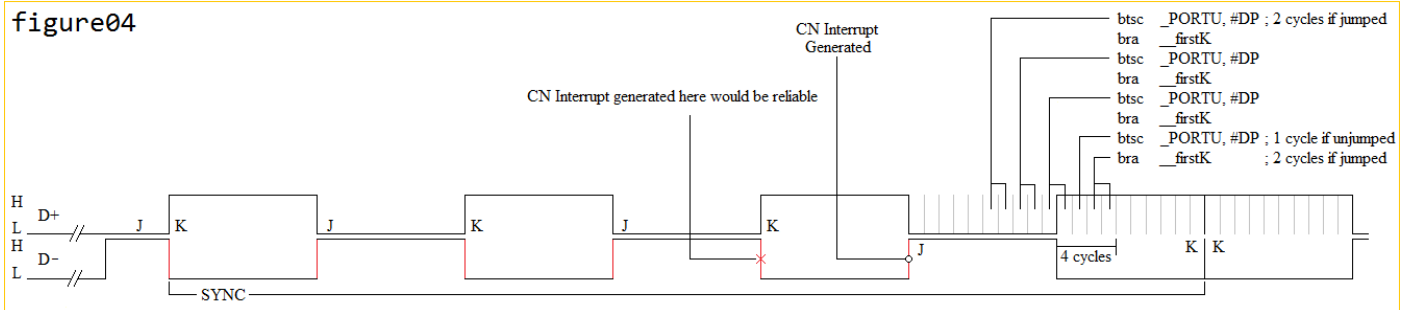 figure04
btsc _PORTU, #DP ; 2 cycles if jumped
bra __firstK
btsc _PORTU, #DP
bra __firstK
btsc _PORTU, #DP
bra __firstK
btsc _PORTU, #DP ; 1 cycle if unjumped
bra __firstK ; 2 cycles if jumped
CN Interrupt
Generated
CN Interrupt generated here would be reliable
H
L D+
H
L D−
J K J K J K J
4 cycles
K K
SYNC